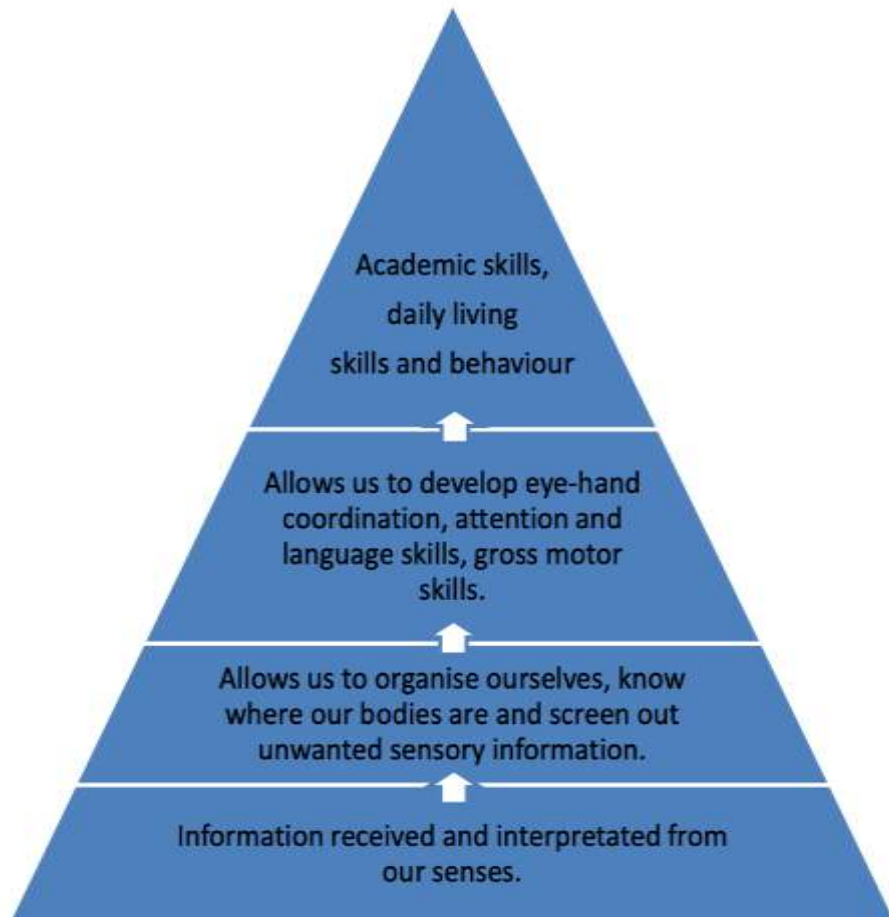 Academic skills,
daily living
skills and behaviour
Allows us to develop eye-hand
coordination, attention and
language skills, gross motor
skills.
Allows us to organise ourselves, know
where our bodies are and screen out
unwanted sensory information.
Information received and interpretated from
our senses.